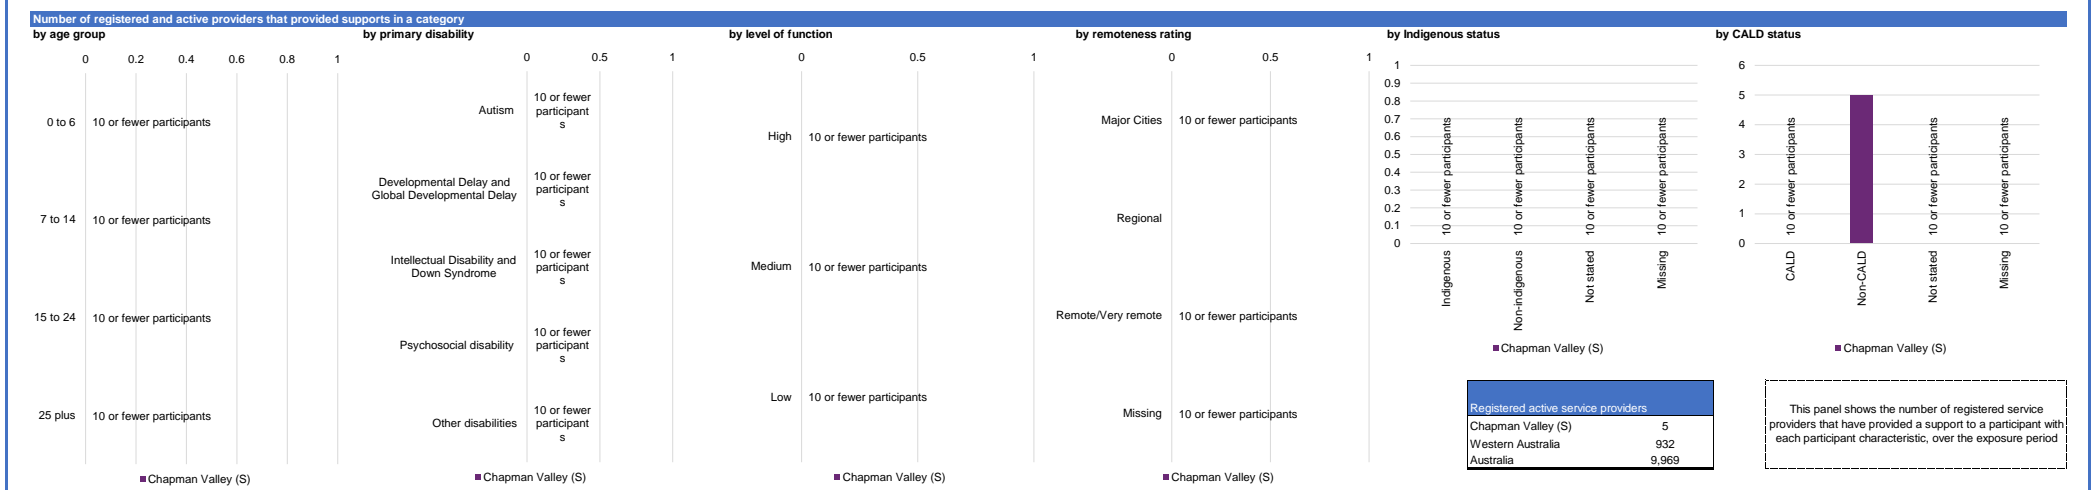 Number of registered and active providers that provided supports in a category
by age group
0 0.2 0.4 0.6 0.8 1
0 to 6 10 or fewer participants
7 to 14 10 or fewer participants
15 to 24 10 or fewer participants
25 plus 10 or fewer participants
Chapman Valley (S)
by primary disability
0 0.5 1
Autism
10 or fewer
participant
s
Developmental Delay and
Global Developmental Delay
10 or fewer
participant
s
Intellectual Disability and
Down Syndrome
10 or fewer
participant
s
Psychosocial disability
10 or fewer
participant
s
Other disabilities
10 or fewer
participant
s
Chapman Valley (S)
by level of function
0 0.5 1
High 10 or fewer participants
Medium 10 or fewer participants
Low 10 or fewer participants
Chapman Valley (S)
by remoteness rating
0 0.5 1
Major Cities 10 or fewer participants
Regional
Remote/Very remote 10 or fewer participants
Missing 10 or fewer participants
Chapman Valley (S)
by Indigenous status
1
0.9
0.8
0.7
0.6
0.5
0.4
0.3
0.2
0.1
0
10 or fewer participants
10 or fewer participants
10 or fewer participants
10 or fewer participants
Indigenous
Non-indigenous
Not stated
Missing
Chapman Valley (S)
by CALD status
6
5
4
3
2
1
0
10 or fewer participants
10 or fewer participants
10 or fewer participants
CALD
Non-CALD
Not stated
Missing
Chapman Valley (S)
Registered active service providers
Chapman Valley (S) 5
Western Australia 932
Australia 9,969
This panel shows the number of registered service
providers that have provided a support to a participant with
each participant characteristic, over the exposure period